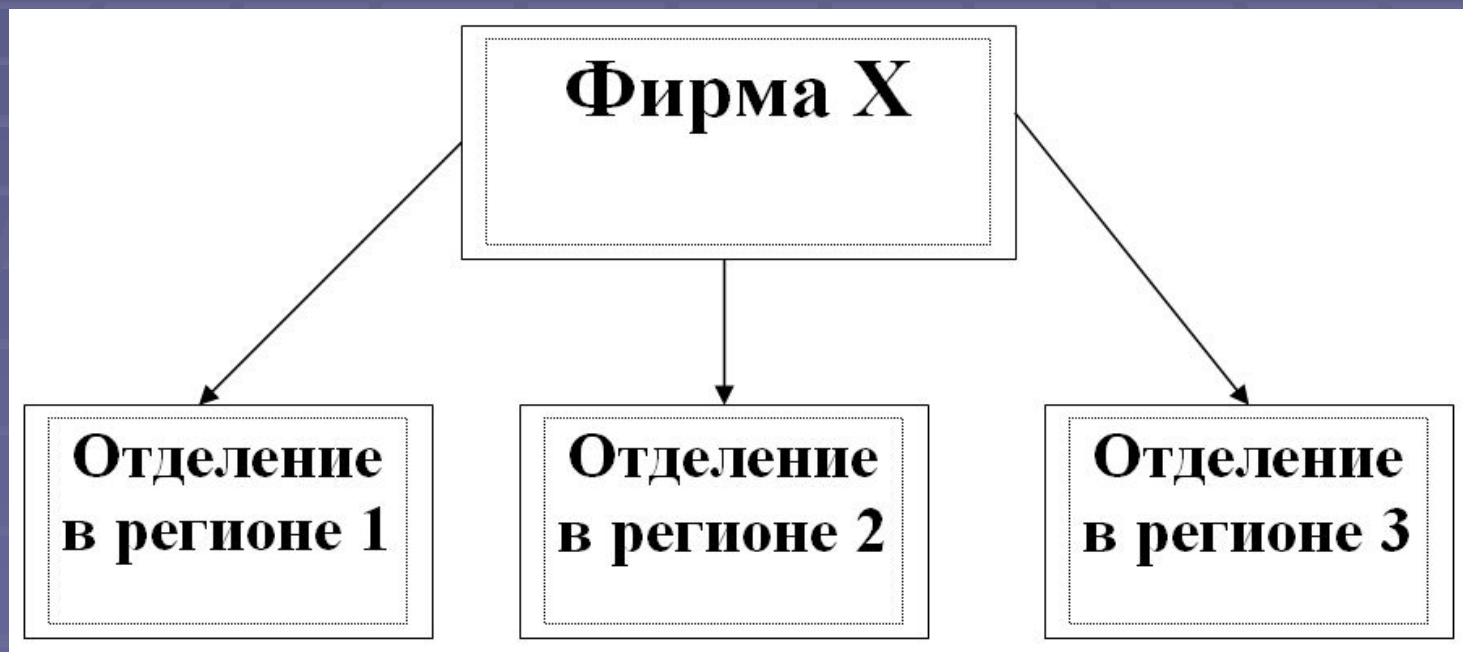 Фирма X
Отделение
в регионе 1
Отделение
в регионе 2
Отделение
в регионе 3